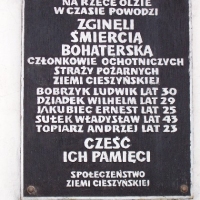 NA RZECE OLZIE
W CZASIE POWODZI
ZGINĘLI
ŚMIERCIĄ
BOHATERSKĄ
CZŁONKOWIE OCHOTNICZYCH
STRAŻY POŻARNYCH
ZIEMI CIESZYŃSKIEJ
BOBRZYK LUDWIK LAT 30
DZIADEK WILHELM LAT 29
JAKUBIEC ERNEST LAT 25
SUŁEK WŁADYSŁAW LAT 43
TOPIARZ ANDRZEJ LAT 23
CZEŚĆ
ICH PAMIĘCI
SPOŁECZEŃSTWO
ZIEMI CIESZYŃSKIEJ